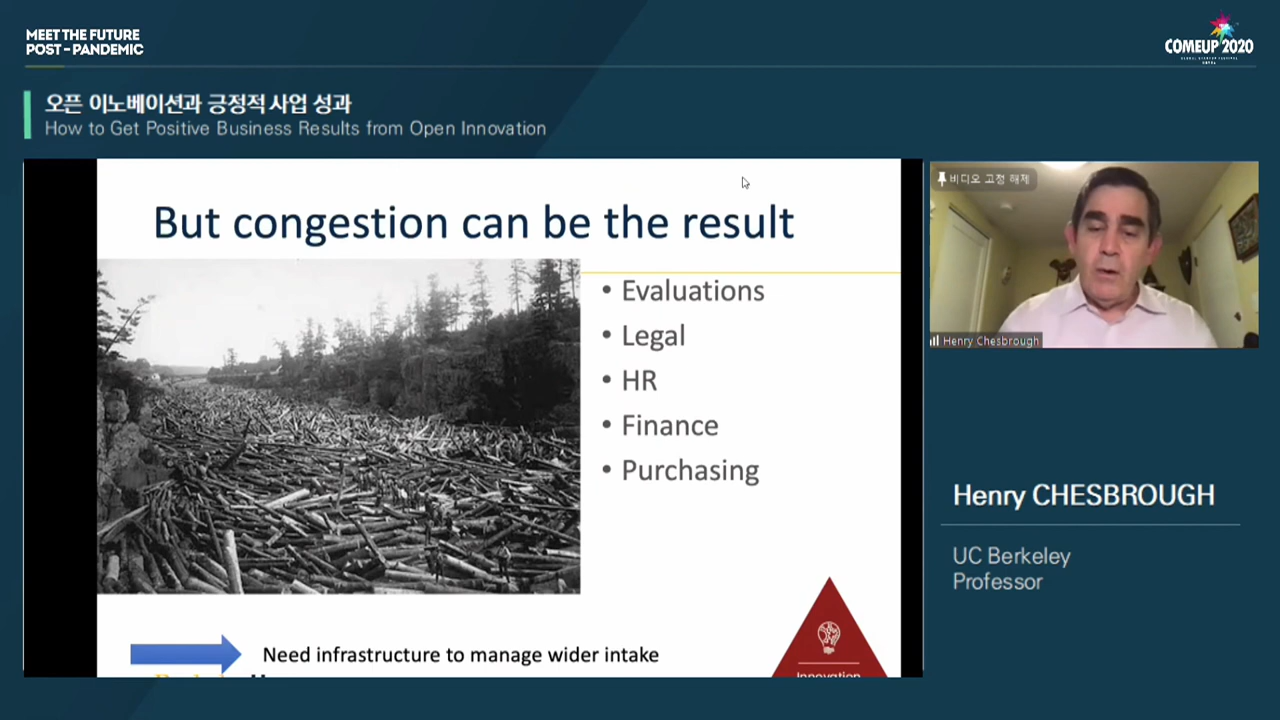 MEET THE FUTURE
POST-PANDEMIC
COMEUP 2020
오픈 이노베이션과 긍정적 사업 성과
How to Get Positive Business Results from Open Innovation
But congestion can be the result
• Evaluations
• Legal
• HR
• Finance
• Purchasing
Need infrastructure to manage wider intake
Innovation
비디오 고정 해제
Henry Chesbrough
Henry CHESBROUGH
UC Berkeley
Professor